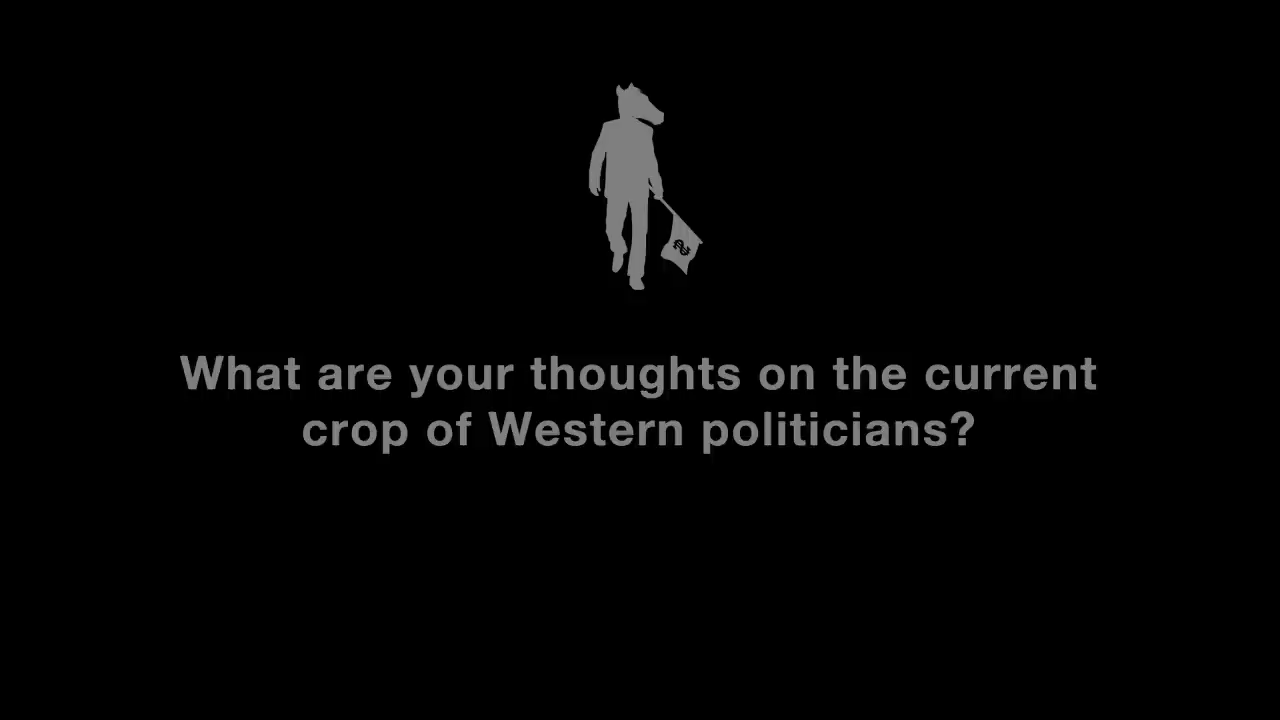 What are your thoughts on the current
crop of Western politicians?